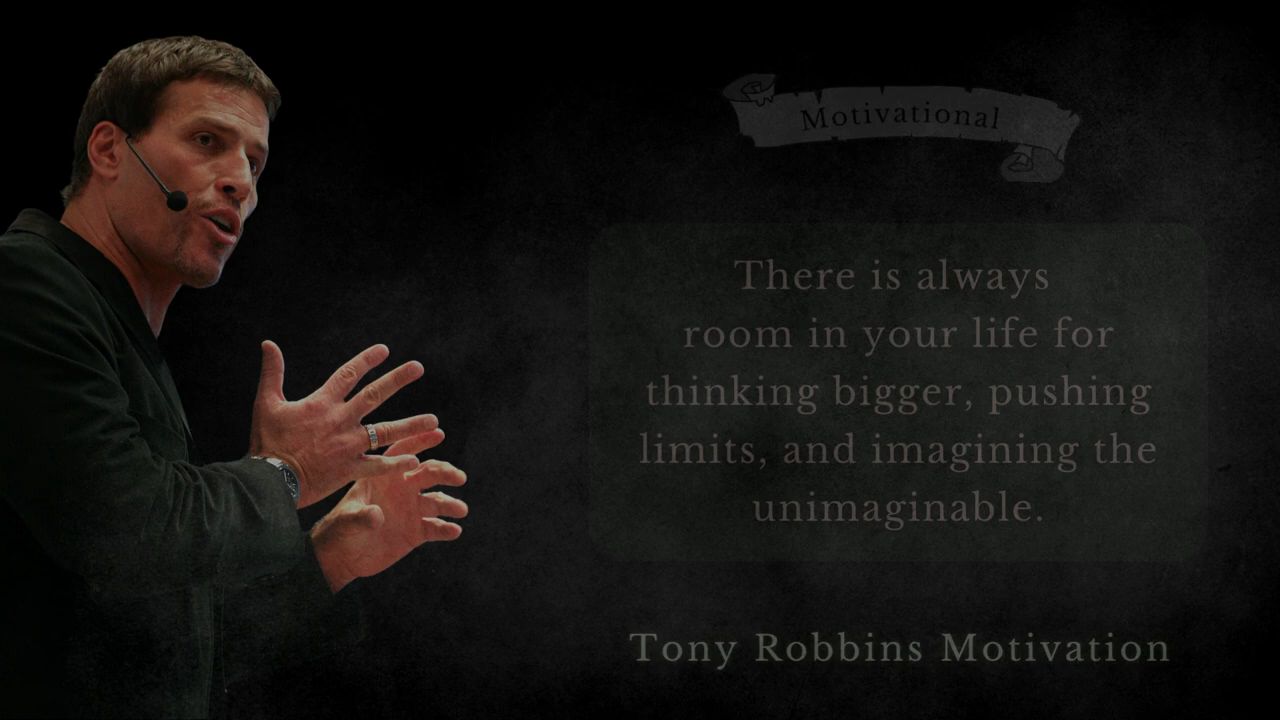 Motivational
There is always
room in your life for
thinking bigger, pushing
limits, and imagining the
unimaginable.
Tony Robbins Motivation